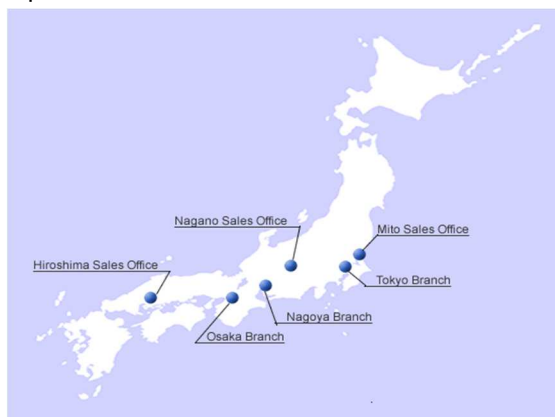 Nagano Sales Office
Mito Sales Office
Hiroshima Sales Office
Tokyo Branch
Nagoya Branch
Osaka Branch